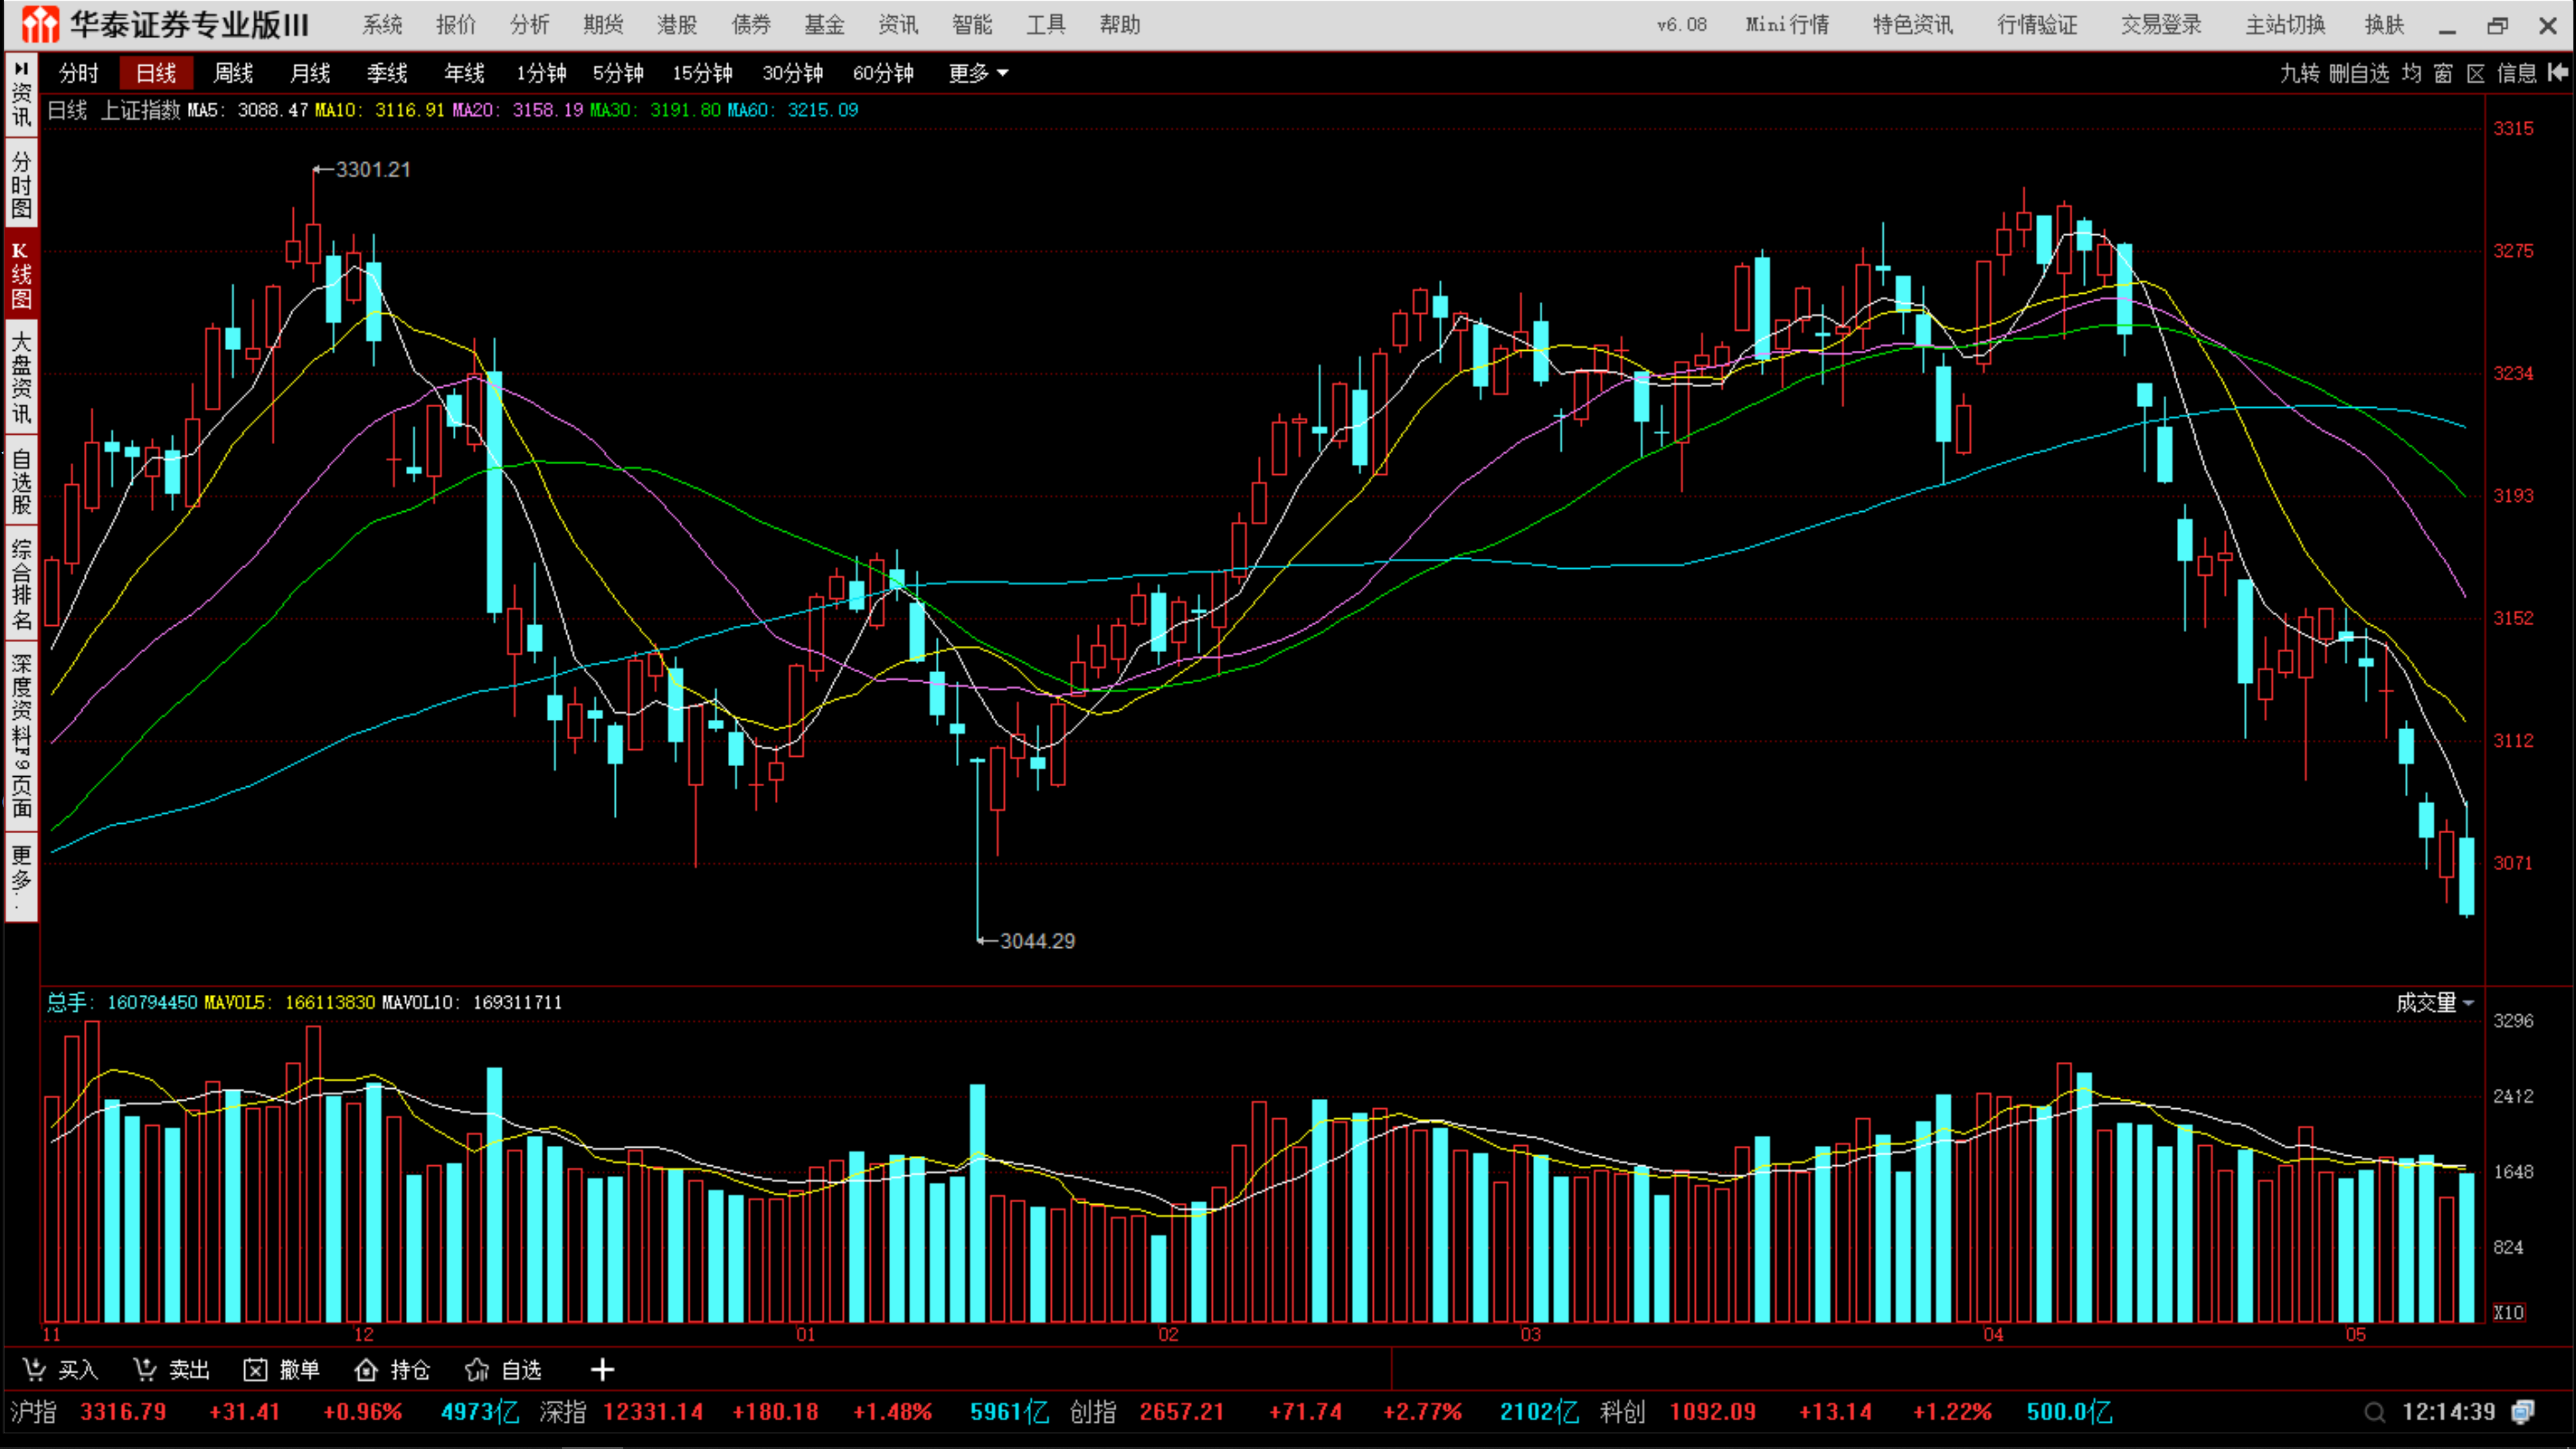 华泰证券专业版III 系统 报价 分析 期货 港股 债券 基金 资讯 智能 工具 帮助 v6.08 Mini行情 特色资讯 行情验证 交易登录 主站切换 换肤
分时 日线 周线 月线 季线 年线 1分钟 5分钟 15分钟 30分钟 60分钟 更多 九转 删自选 均 窗 区 信息
资讯
分时图
K线图
大盘资讯
自选股
综合排名
深度资料F9页面
更多..
日线 上证指数 MA5: 3088.47 MA10: 3116.91 MA20: 3158.19 MA30: 3191.80 MA60: 3215.09
3315
3301.21
3275
3234
3193
3152
3112
3071
3044.29
总手: 160794450 MAVOL5: 166113830 MAVOL10: 169311711 成交量
3296
2412
1648
824
X10
11 12 01 02 03 04 05
买入 卖出 撤单 持仓 自选
沪指 3316.79 +31.41 +0.96% 4973亿 深指 12331.14 +180.18 +1.48% 5961亿 创指 2657.21 +71.74 +2.77% 2102亿 科创 1092.09 +13.14 +1.22% 500.0亿 12:14:39